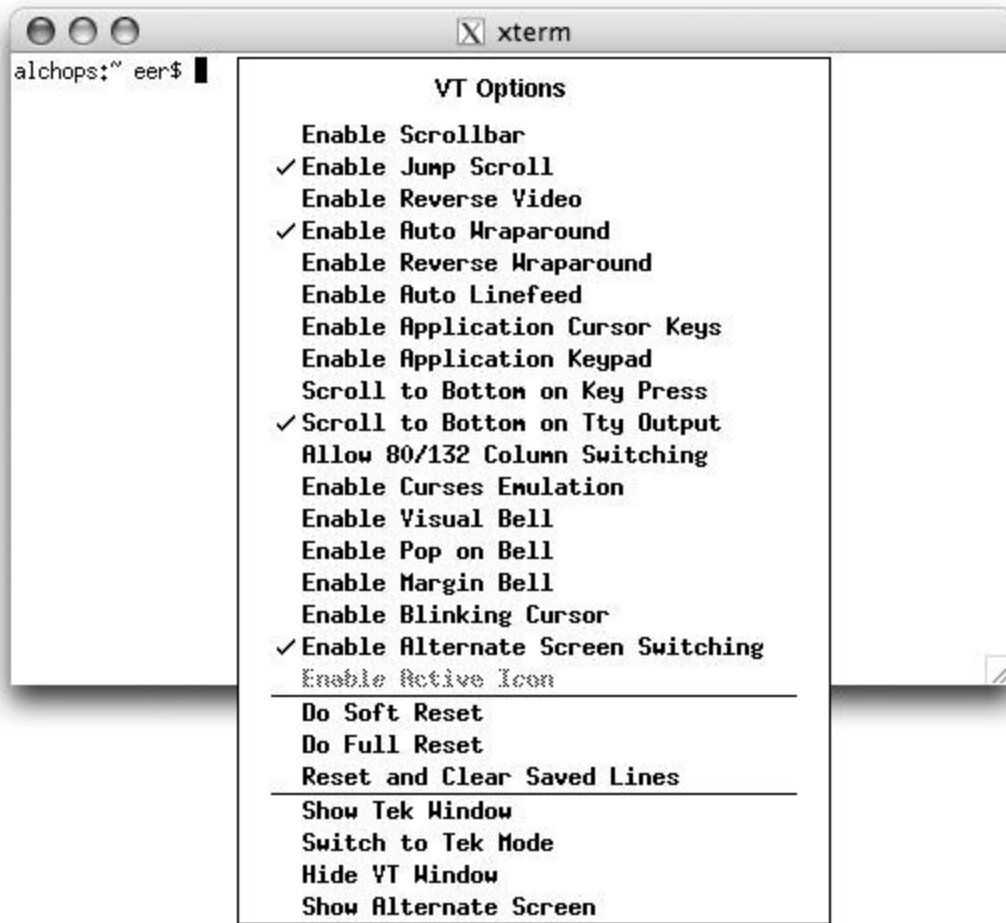 X xterm
alchops:~ eer$
VT Options
Enable Scrollbar
✓Enable Jump Scroll
Enable Reverse Video
✓Enable Auto Wraparound
Enable Reverse Wraparound
Enable Auto Linefeed
Enable Application Cursor Keys
Enable Application Keypad
Scroll to Bottom on Key Press
✓Scroll to Bottom on Tty Output
Allow 80/132 Column Switching
Enable Curses Emulation
Enable Visual Bell
Enable Pop on Bell
Enable Margin Bell
Enable Blinking Cursor
✓Enable Alternate Screen Switching
Enable Active Icon
Do Soft Reset
Do Full Reset
Reset and Clear Saved Lines
Show Tek Window
Switch to Tek Mode
Hide VT Window
Show Alternate Screen